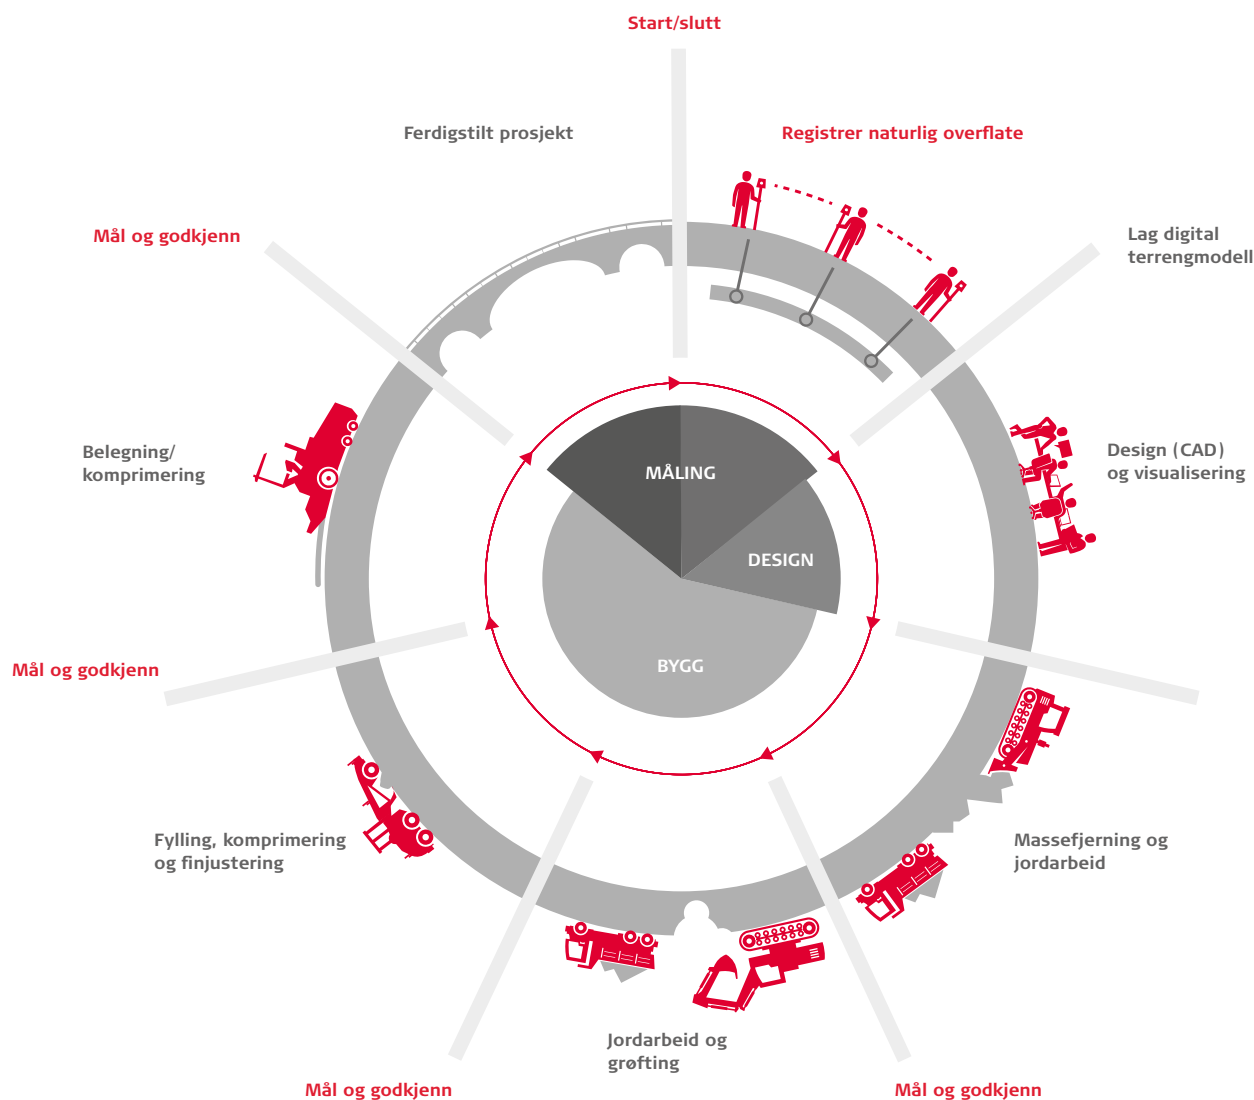 Start/slutt
Ferdigstilt prosjekt
Registrer naturlig overflate
Mål og godkjenn
Lag digital
terrengmodell
Belegning/
komprimering
Design (CAD)
og visualisering
MÅLING
DESIGN
BYGG
Mål og godkjenn
Fylling, komprimering
og finjustering
Massefjerning og
jordarbeid
Jordarbeid og
grøfting
Mål og godkjenn
Mål og godkjenn